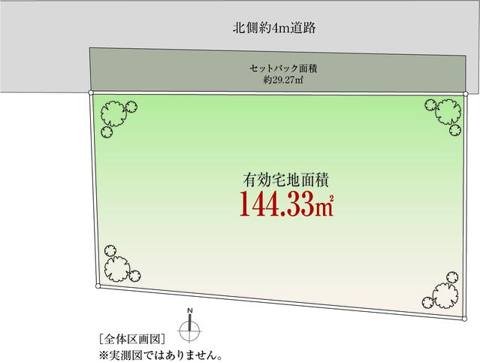 北側約4m道路
セットバック面積
約29.27㎡
有効宅地面積
144.33㎡
N
［全体区画図］
※実測図ではありません。